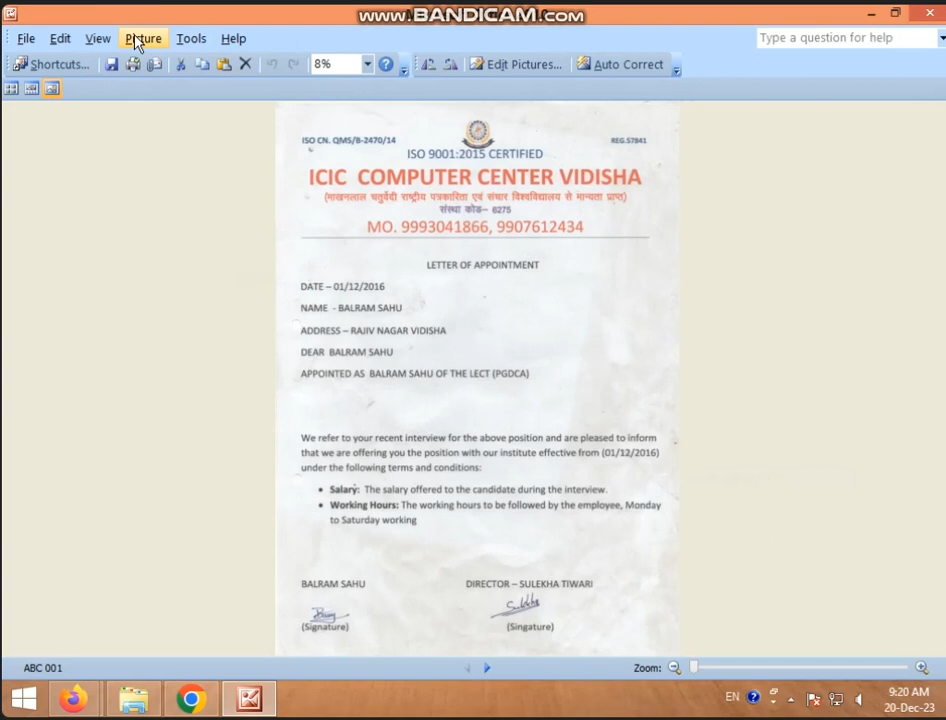 www.BANDICAM.com
File Edit View Picture Tools Help
Type a question for help
Shortcuts... 8% Edit Pictures... Auto Correct
ISO CN. QMS/B-2470/14 REG.57841
ISO 9001:2015 CERTIFIED
ICIC COMPUTER CENTER VIDISHA
(माखनलाल चतुर्वेदी राष्ट्रीय पत्रकारिता एवं संचार विश्वविद्यालय से मान्यता प्राप्त)
संस्था कोड– 6275
MO. 9993041866, 9907612434
LETTER OF APPOINTMENT
DATE – 01/12/2016
NAME - BALRAM SAHU
ADDRESS – RAJIV NAGAR VIDISHA
DEAR BALRAM SAHU
APPOINTED AS BALRAM SAHU OF THE LECT (PGDCA)
We refer to your recent interview for the above position and are pleased to inform
that we are offering you the position with our institute effective from (01/12/2016)
under the following terms and conditions:
• Salary: The salary offered to the candidate during the interview.
• Working Hours: The working hours to be followed by the employee, Monday
to Saturday working
BALRAM SAHU DIRECTOR – SULEKHA TIWARI
(Signature) (Singature)
ABC 001 Zoom:
EN 9:20 AM
20-Dec-23